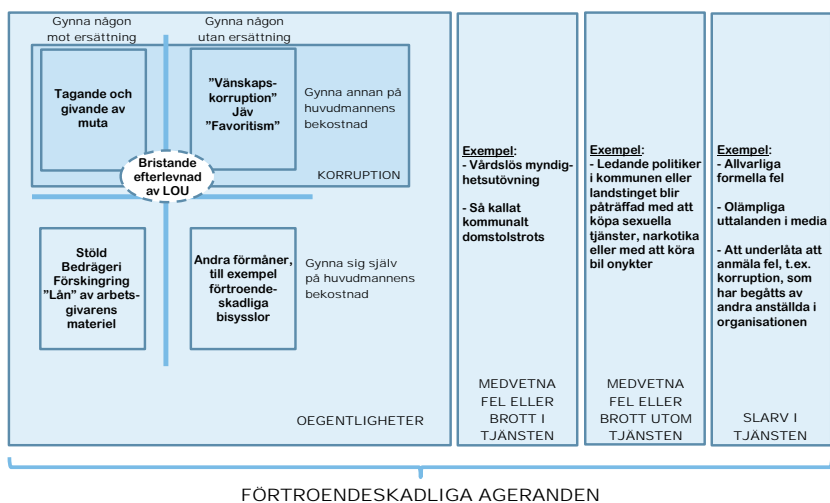 Gynna någon
mot ersättning
Gynna någon
utan ersättning
Tagande och
givande av
muta
”Vänskaps-
korruption”
Jäv
”Favoritism”
Gynna annan på
huvudmannens
bekostnad
Bristande
efterlevnad
av LOU
KORRUPTION
Stöld
Bedrägeri
Förskingring
”Lån” av arbets-
givarens
materiel
Andra förmåner,
till exempel
förtroende-
skadliga
bisysslor
Gynna sig själv
på huvudmannens
bekostnad
OEGENTLIGHETER
Exempel:
- Vårdslös myndig-
hetsutövning
- Så kallat
kommunalt
domstolstrots
MEDVETNA
FEL ELLER
BROTT I
TJÄNSTEN
Exempel:
- Ledande politiker
i kommunen eller
landstinget blir
påträffad med att
köpa sexuella
tjänster, narkotika
eller med att köra
bil onykter
MEDVETNA
FEL ELLER
BROTT UTOM
TJÄNSTEN
Exempel:
- Allvarliga
formella fel
- Olämpliga
uttalanden i media
- Att underlåta att
anmäla fel, t.ex.
korruption, som
har begåtts av
andra anställda i
organisationen
SLARV I
TJÄNSTEN
FÖRTROENDESKADLIGA AGERANDEN